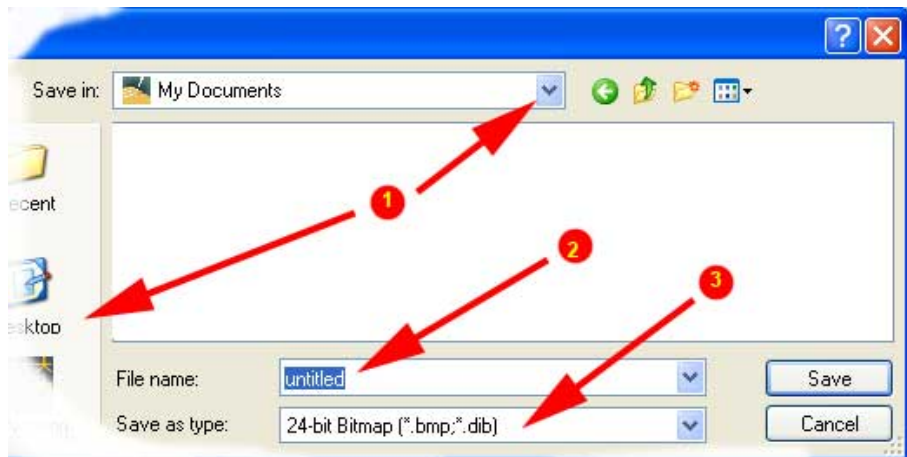 ?
Save in: My Documents
1
ecent
2
3
esktop
File name: untitled Save
Save as type: 24-bit Bitmap (*.bmp;*.dib) Cancel